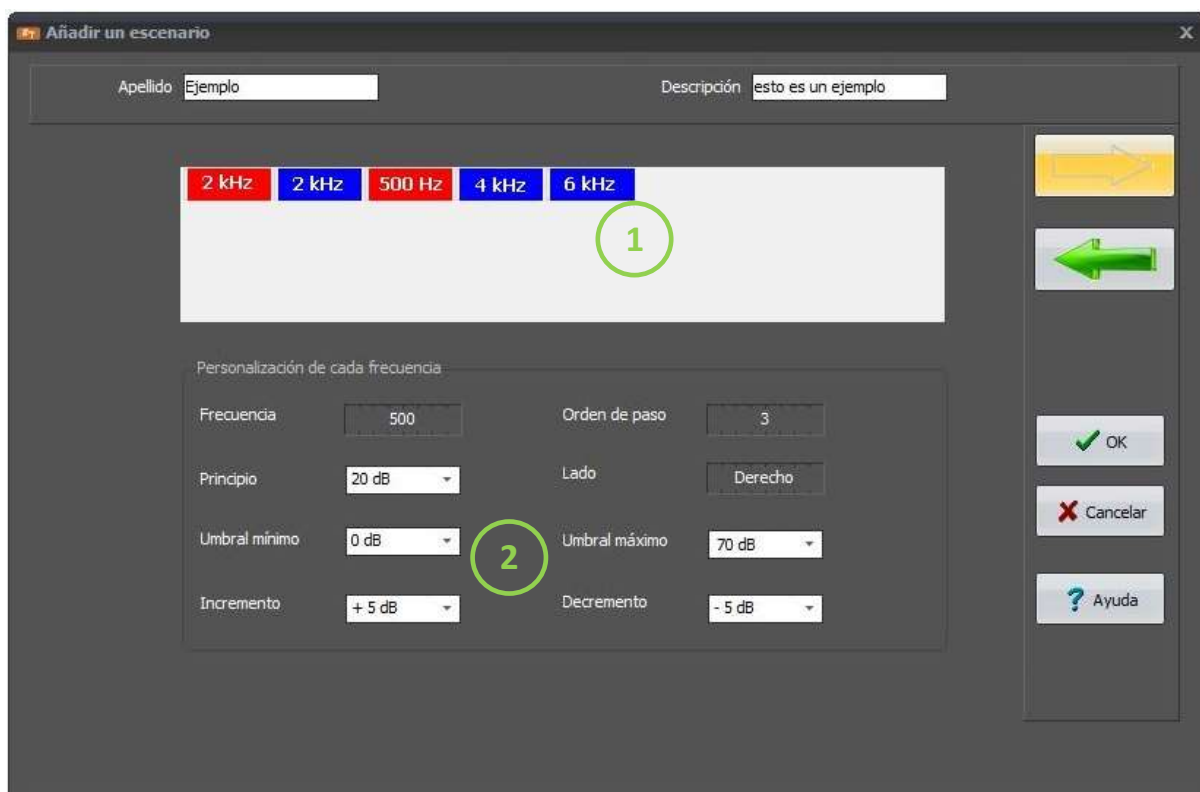 Añadir un escenario
X
Apellido Ejemplo Descripción esto es un ejemplo
2 kHz 2 kHz 500 Hz 4 kHz 6 kHz
1
Personalización de cada frecuencia
Frecuencia 500 Orden de paso 3
Principio 20 dB Lado Derecho
Umbral mínimo 0 dB Umbral máximo 70 dB
2
Incremento + 5 dB Decremento - 5 dB
OK
Cancelar
? Ayuda